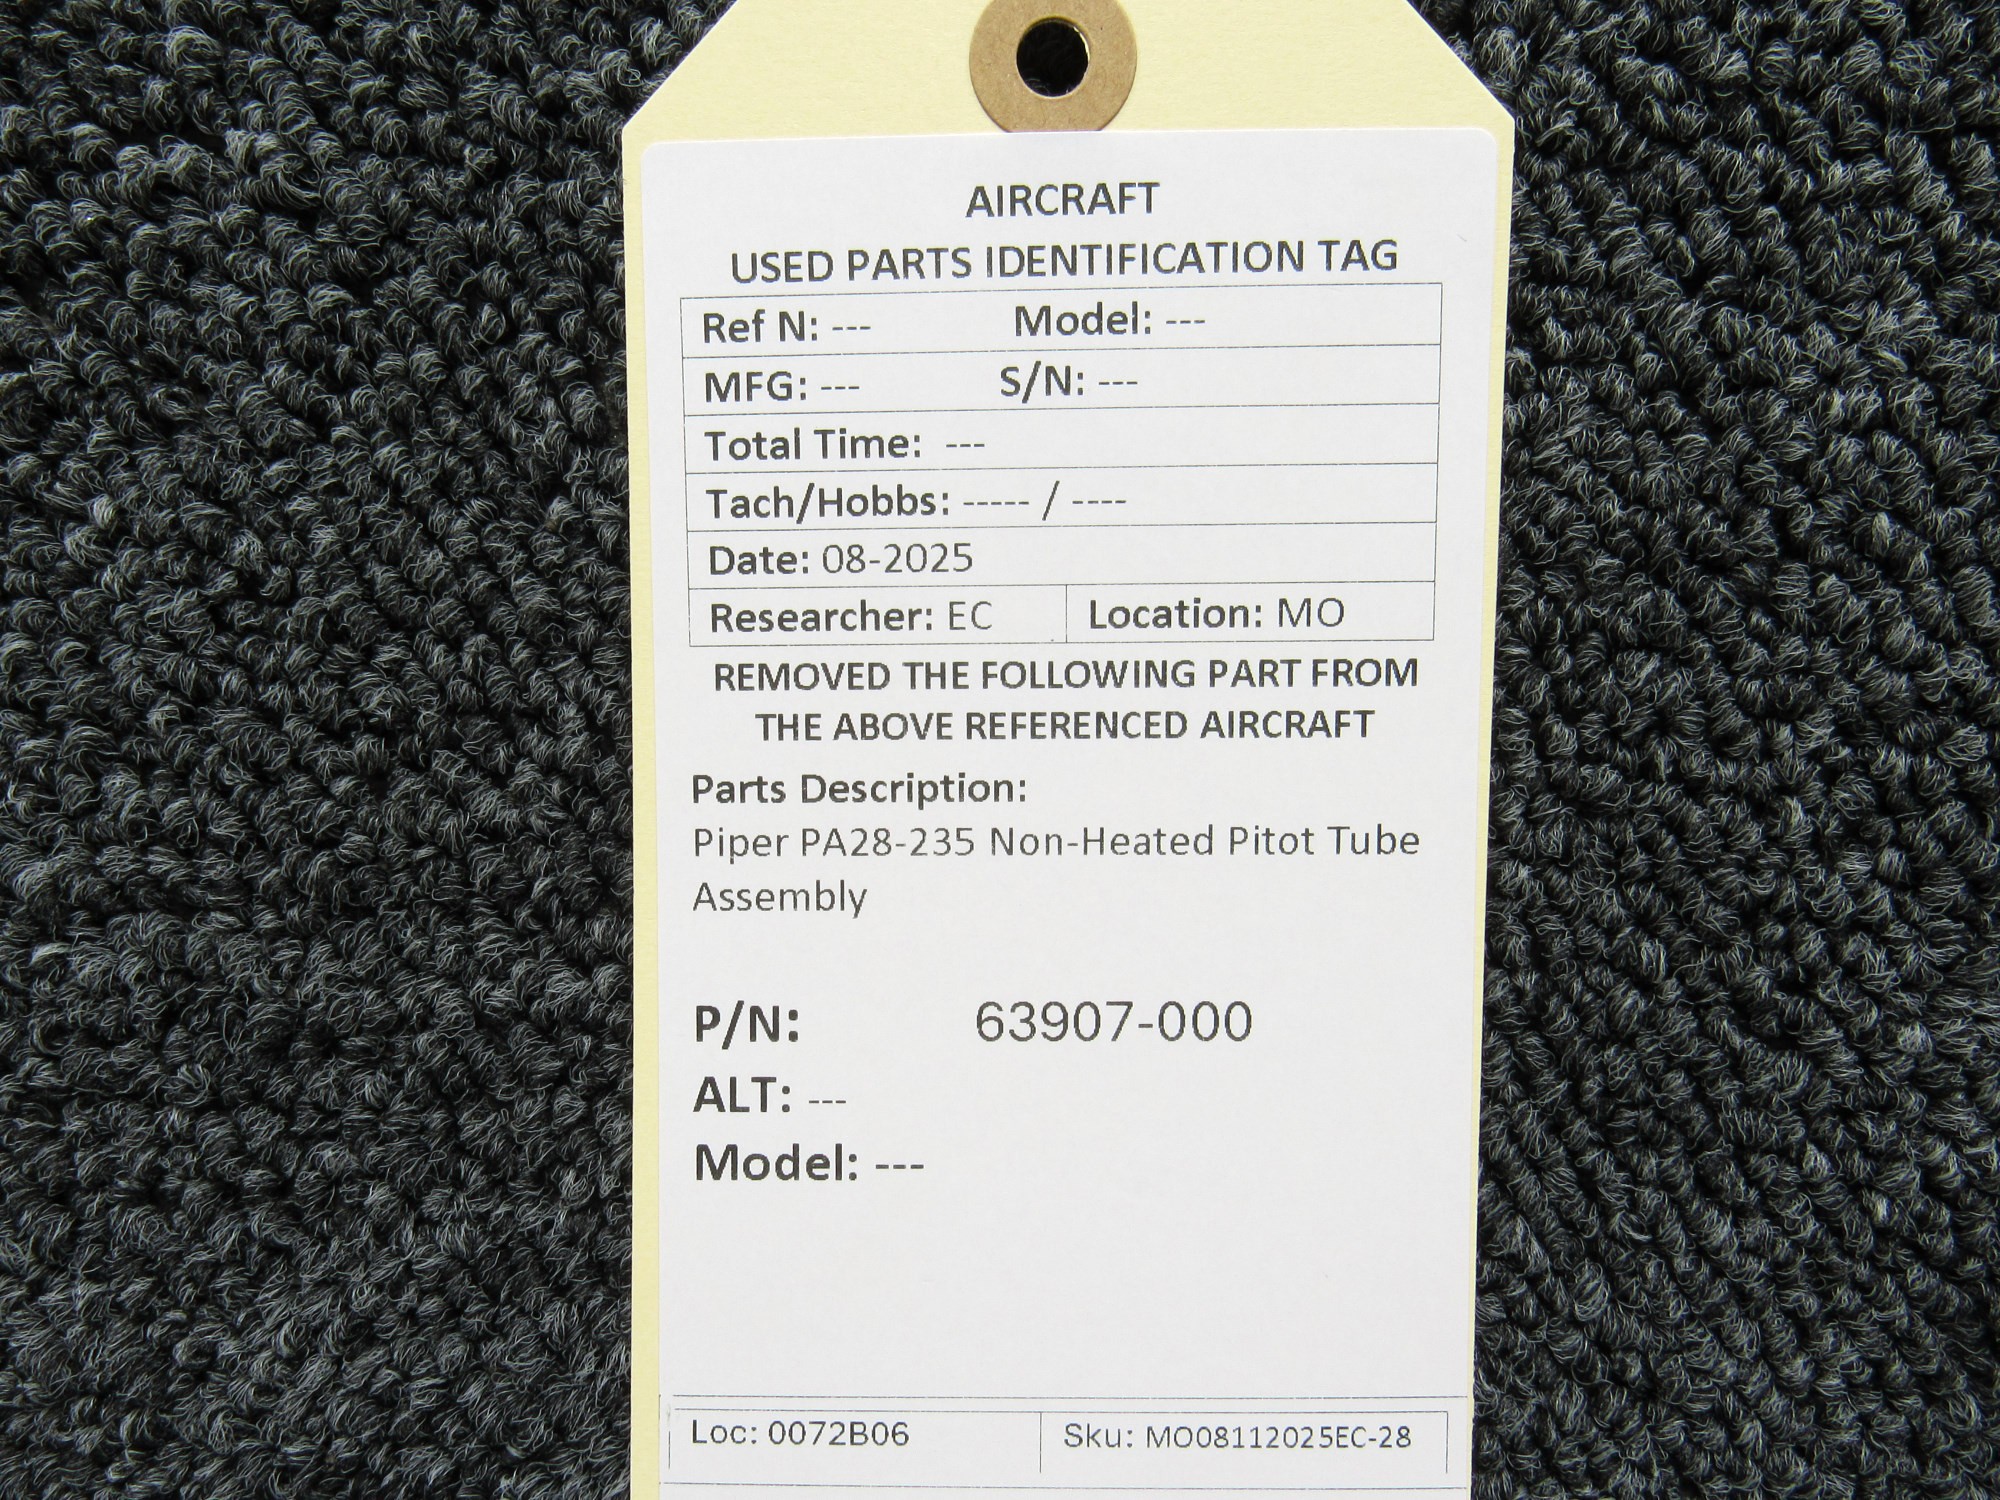 AIRCRAFT
USED PARTS IDENTIFICATION TAG
Ref N: --- Model: ---
MFG: --- S/N: ---
Total Time: ---
Tach/Hobbs: ----- / ----
Date: 08-2025
Researcher: EC Location: MO
REMOVED THE FOLLOWING PART FROM
THE ABOVE REFERENCED AIRCRAFT
Parts Description:
Piper PA28-235 Non-Heated Pitot Tube
Assembly
P/N: 63907-000
ALT: ---
Model: ---
Loc: 0072B06 Sku: MO08112025EC-28